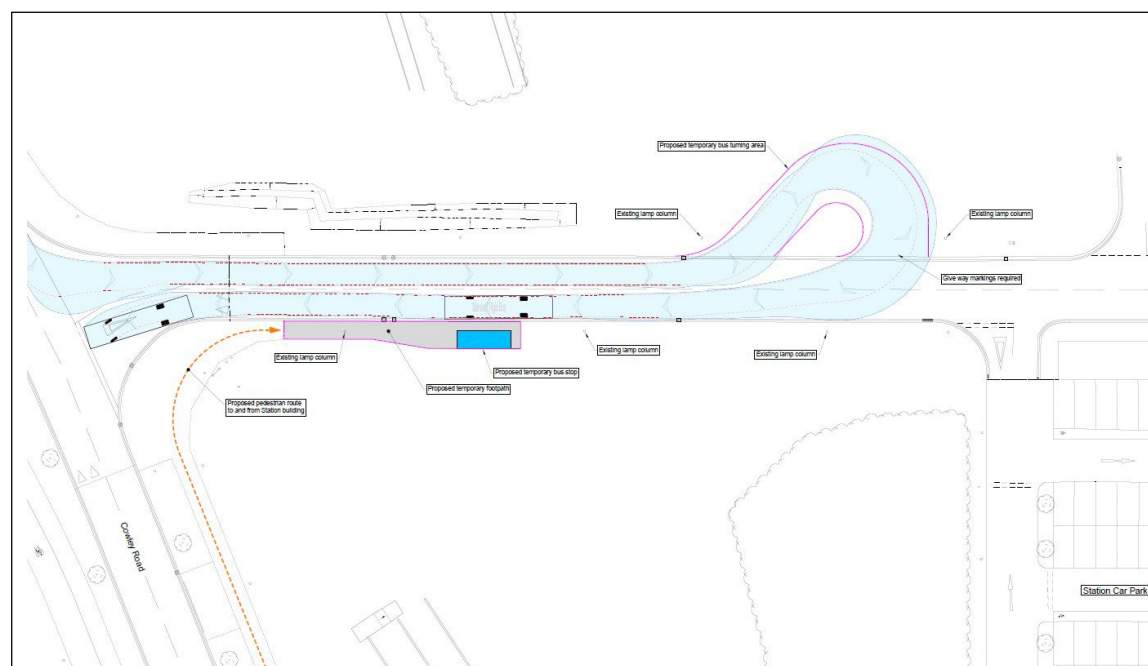 Proposed temporary bus turning area
Existing lamp column
Existing lamp column
Give way markings required
Existing lamp column
Existing lamp column
Existing lamp column
Proposed temporary bus stop
Proposed temporary footpath
Proposed pedestrian route
to and from Station building
Cowley Road
Station Car Park